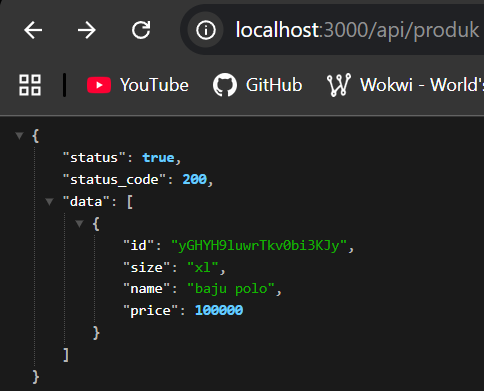 localhost:3000/api/produk
YouTube GitHub Wokwi - World's
{
"status": true,
"status_code": 200,
"data": [
{
"id": "yGHYH9luwrTkv0bi3KJy",
"size": "xl",
"name": "baju polo",
"price": 100000
}
]
}